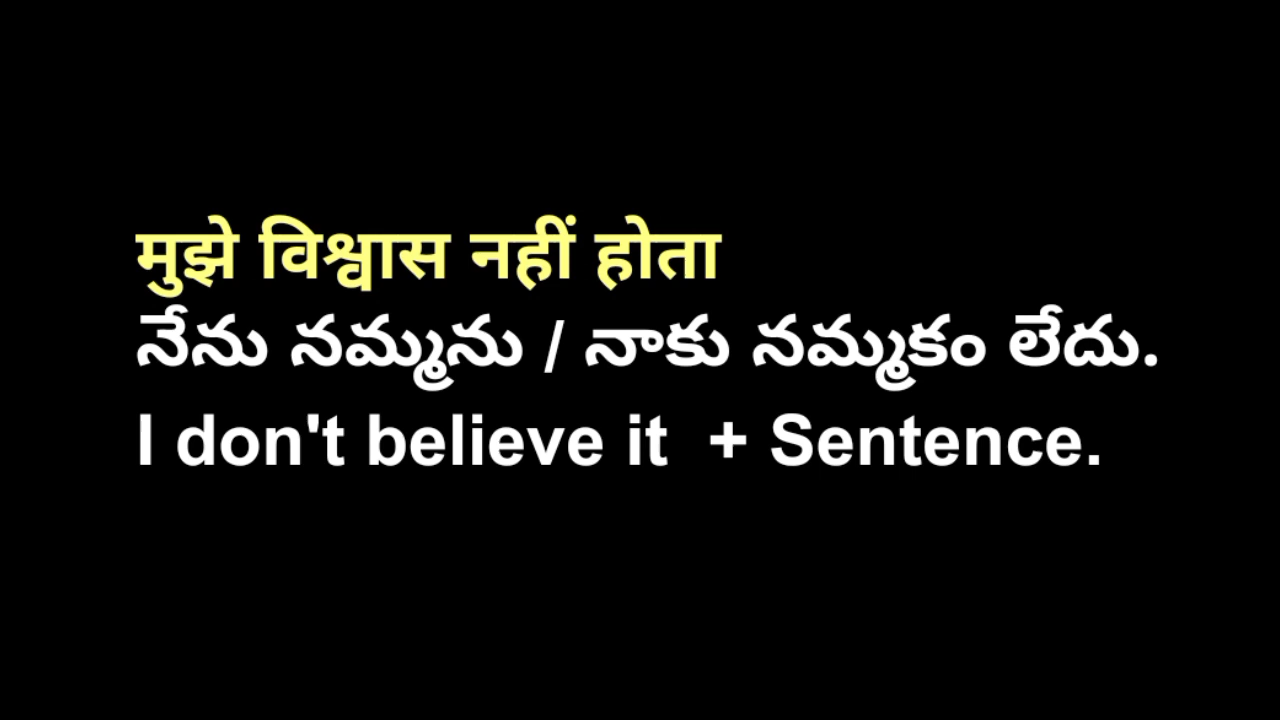 मुझे विश्वास नहीं होता
నేను నమ్మను / నాకు నమ్మకం లేదు.
I don't believe it + Sentence.